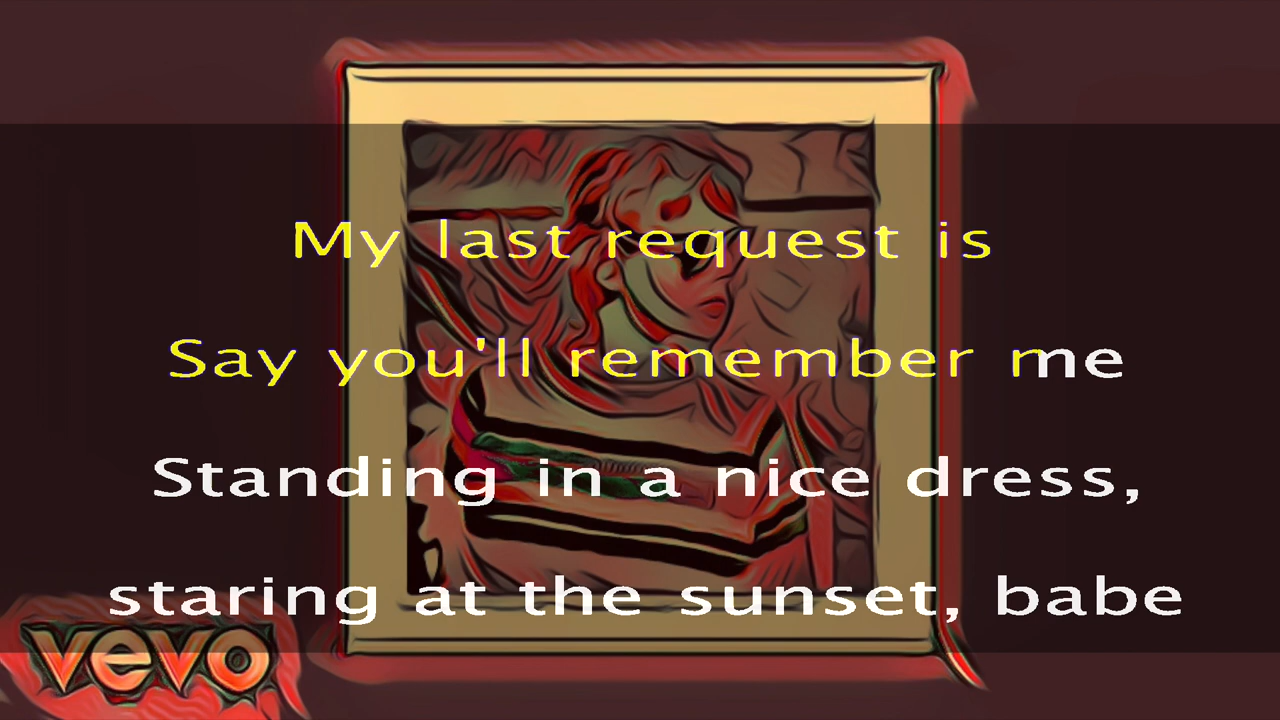 My last request is
Say you'll remember me
Standing in a nice dress,
staring at the sunset, babe
vevo